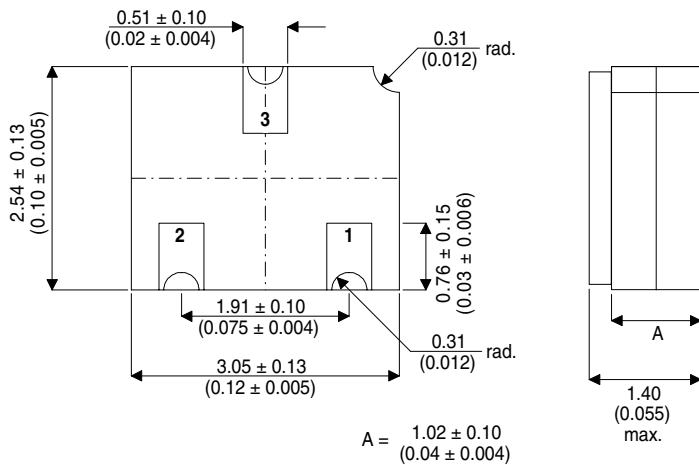 0.51 ± 0.10
(0.02 ± 0.004)
0.31
(0.012)
rad.
3
2.54 ± 0.13
(0.10 ± 0.005)
2
1
0.76 ± 0.15
(0.03 ± 0.006)
1.91 ± 0.10
(0.075 ± 0.004)
0.31
(0.012)
rad.
3.05 ± 0.13
(0.12 ± 0.005)
A
1.40
(0.055)
max.
A = 1.02 ± 0.10
(0.04 ± 0.004)